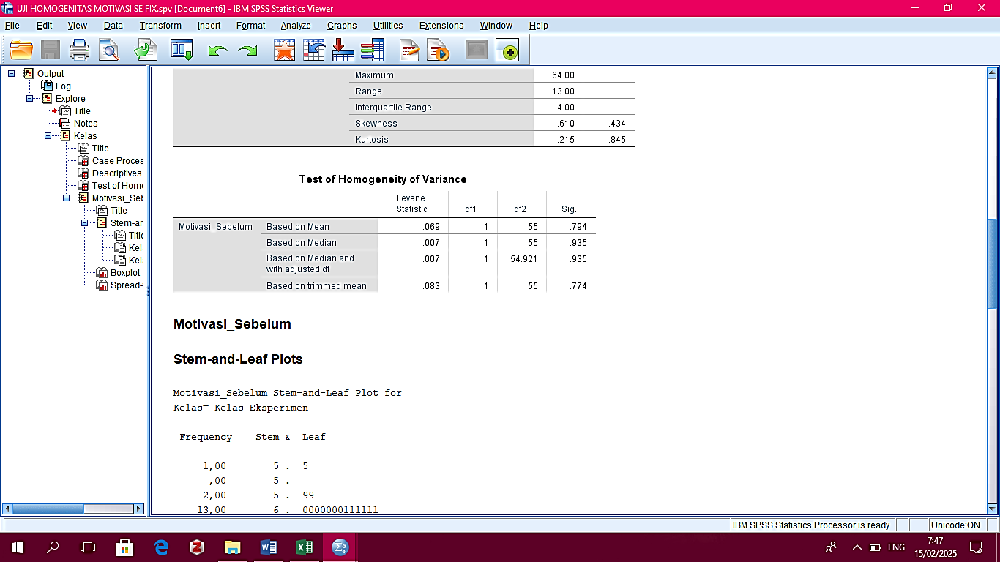 UJI HOMOGENITAS MOTIVASI SE FIX.spv [Document6] - IBM SPSS Statistics Viewer
File Edit View Data Transform Insert Format Analyze Graphs Utilities Extensions Window Help
Output
Log
Explore
Title
Notes
Kelas
Title
Case Proces
Descriptives
Test of Hom
Motivasi_Sel
Title
Stem-ar
Title
Kel
Kel
Boxplot
Spread-
Maximum 64.00
Range 13.00
Interquartile Range 4.00
Skewness -.610 .434
Kurtosis .215 .845
Test of Homogeneity of Variance
Levene
Statistic df1 df2 Sig.
Motivasi_Sebelum Based on Mean .069 1 55 .794
Based on Median .007 1 55 .935
Based on Median and .007 1 54.921 .935
with adjusted df
Based on trimmed mean .083 1 55 .774
Motivasi_Sebelum
Stem-and-Leaf Plots
Motivasi_Sebelum Stem-and-Leaf Plot for
Kelas= Kelas Eksperimen
Frequency Stem & Leaf
1,00 5 . 5
,00 5 .
2,00 5 . 99
13,00 6 . 0000000111111
IBM SPSS Statistics Processor is ready Unicode:ON
ENG
7:47
15/02/2025